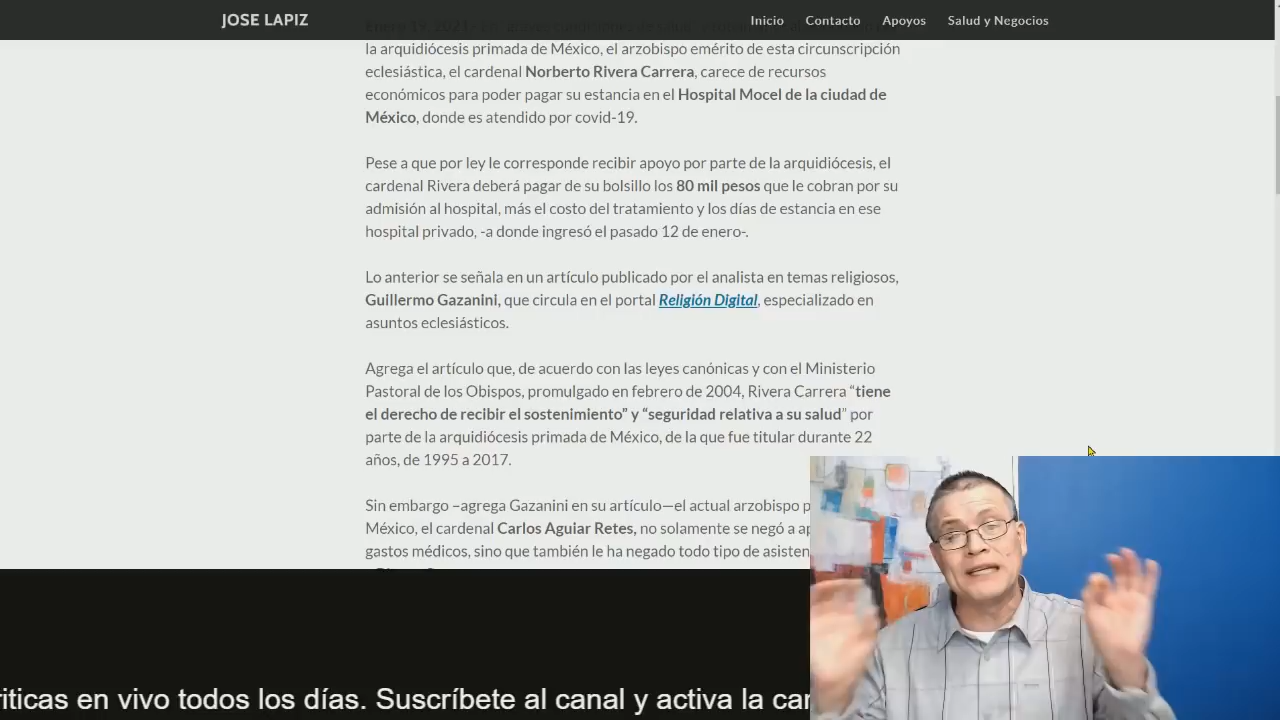 JOSE LAPIZ
Inicio Contacto Apoyos Salud y Negocios
la arquidiócesis primada de México, el arzobispo emérito de esta circunscripción
eclesiástica, el cardenal Norberto Rivera Carrera, carece de recursos
económicos para poder pagar su estancia en el Hospital Mocel de la ciudad de
México, donde es atendido por covid-19.
Pese a que por ley le corresponde recibir apoyo por parte de la arquidiócesis, el
cardenal Rivera deberá pagar de su bolsillo los 80 mil pesos que le cobran por su
admisión al hospital, más el costo del tratamiento y los días de estancia en ese
hospital privado, -a donde ingresó el pasado 12 de enero-.
Lo anterior se señala en un artículo publicado por el analista en temas religiosos,
Guillermo Gazanini, que circula en el portal Religión Digital, especializado en
asuntos eclesiásticos.
Agrega el artículo que, de acuerdo con las leyes canónicas y con el Ministerio
Pastoral de los Obispos, promulgado en febrero de 2004, Rivera Carrera “tiene
el derecho de recibir el sostenimiento” y “seguridad relativa a su salud” por
parte de la arquidiócesis primada de México, de la que fue titular durante 22
años, de 1995 a 2017.
Sin embargo –agrega Gazanini en su artículo—el actual arzobispo p
México, el cardenal Carlos Aguiar Retes, no solamente se negó a ap
gastos médicos, sino que también le ha negado todo tipo de asisten
riticas en vivo todos los días. Suscríbete al canal y activa la ca